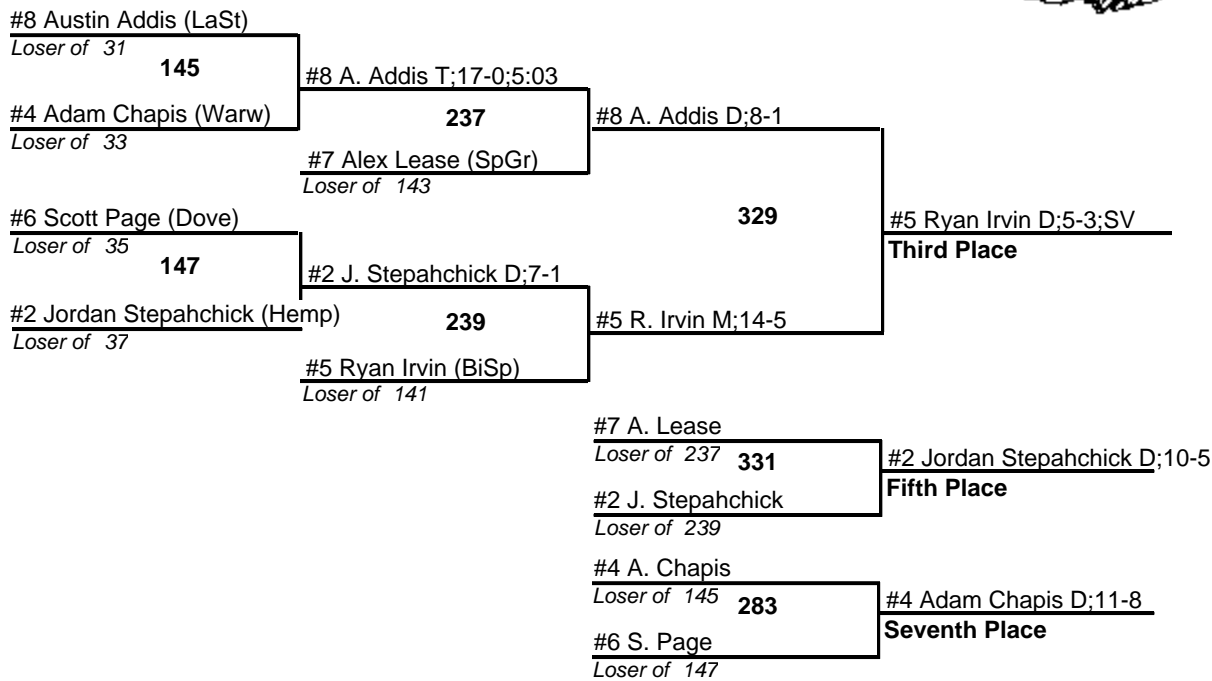 #8 Austin Addis (LaSt)
Loser of 31
145
#8 A. Addis T;17-0;5:03
#4 Adam Chapis (Warw)
Loser of 33
237
#8 A. Addis D;8-1
#7 Alex Lease (SpGr)
Loser of 143
#6 Scott Page (Dove)
Loser of 35
329
#5 Ryan Irvin D;5-3;SV
Third Place
147
#2 J. Stepahchick D;7-1
#2 Jordan Stepahchick (Hemp)
Loser of 37
239
#5 R. Irvin M;14-5
#5 Ryan Irvin (BiSp)
Loser of 141
#7 A. Lease
Loser of 237
331
#2 Jordan Stepahchick D;10-5
Fifth Place
#2 J. Stepahchick
Loser of 239
#4 A. Chapis
Loser of 145
283
#4 Adam Chapis D;11-8
Seventh Place
#6 S. Page
Loser of 147